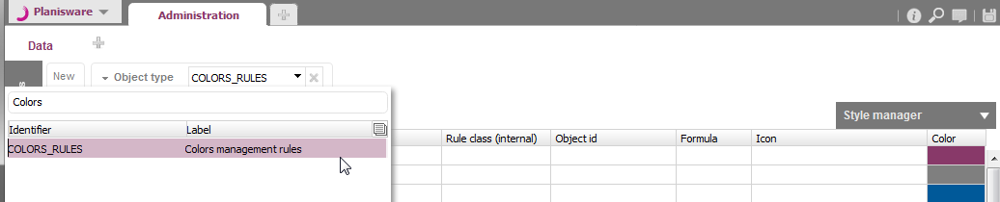 Planisware Administration
Data
s New Object type COLORS_RULES
Colors
Style manager
Identifier Label Rule class (internal) Object id Formula Icon Color
COLORS_RULES Colors management rules